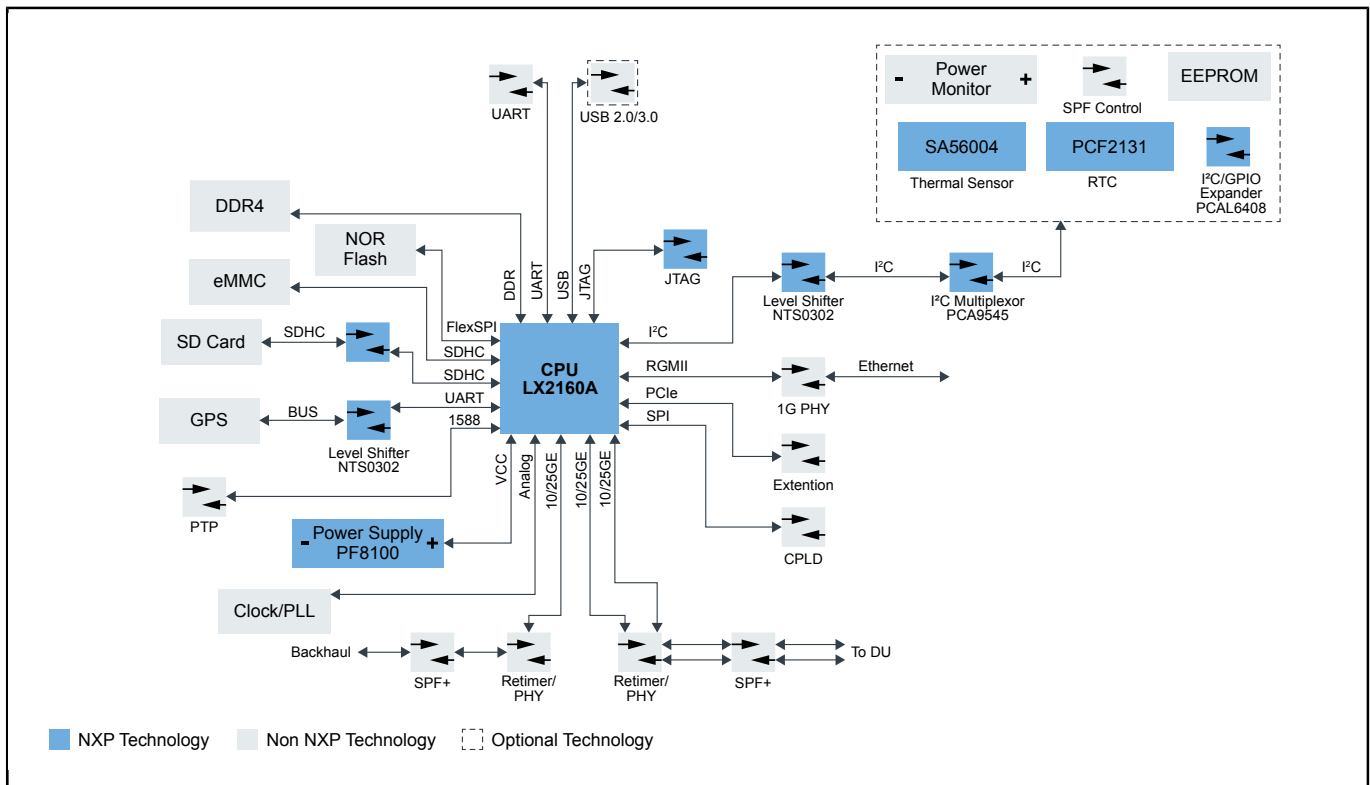 - Power Monitor +
SPF Control
EEPROM
UART
USB 2.0/3.0
SA56004
Thermal Sensor
PCF2131
RTC
I²C/GPIO
Expander
PCAL6408
DDR4
NOR
Flash
eMMC
SD Card
SDHC
GPS
BUS
Level Shifter
NTS0302
PTP
DDR
UART
USB
JTAG
JTAG
FlexSPI
SDHC
SDHC
UART
1588
CPU
LX2160A
I²C
Level Shifter
NTS0302
I²C
I²C Multiplexor
PCA9545
I²C
RGMII
1G PHY
Ethernet
PCIe
SPI
Extention
CPLD
VCC
Analog
10/25GE
10/25GE
10/25GE
- Power Supply +
PF8100
Clock/PLL
Backhaul
SPF+
Retimer/
PHY
Retimer/
PHY
SPF+
To DU
NXP Technology
Non NXP Technology
Optional Technology